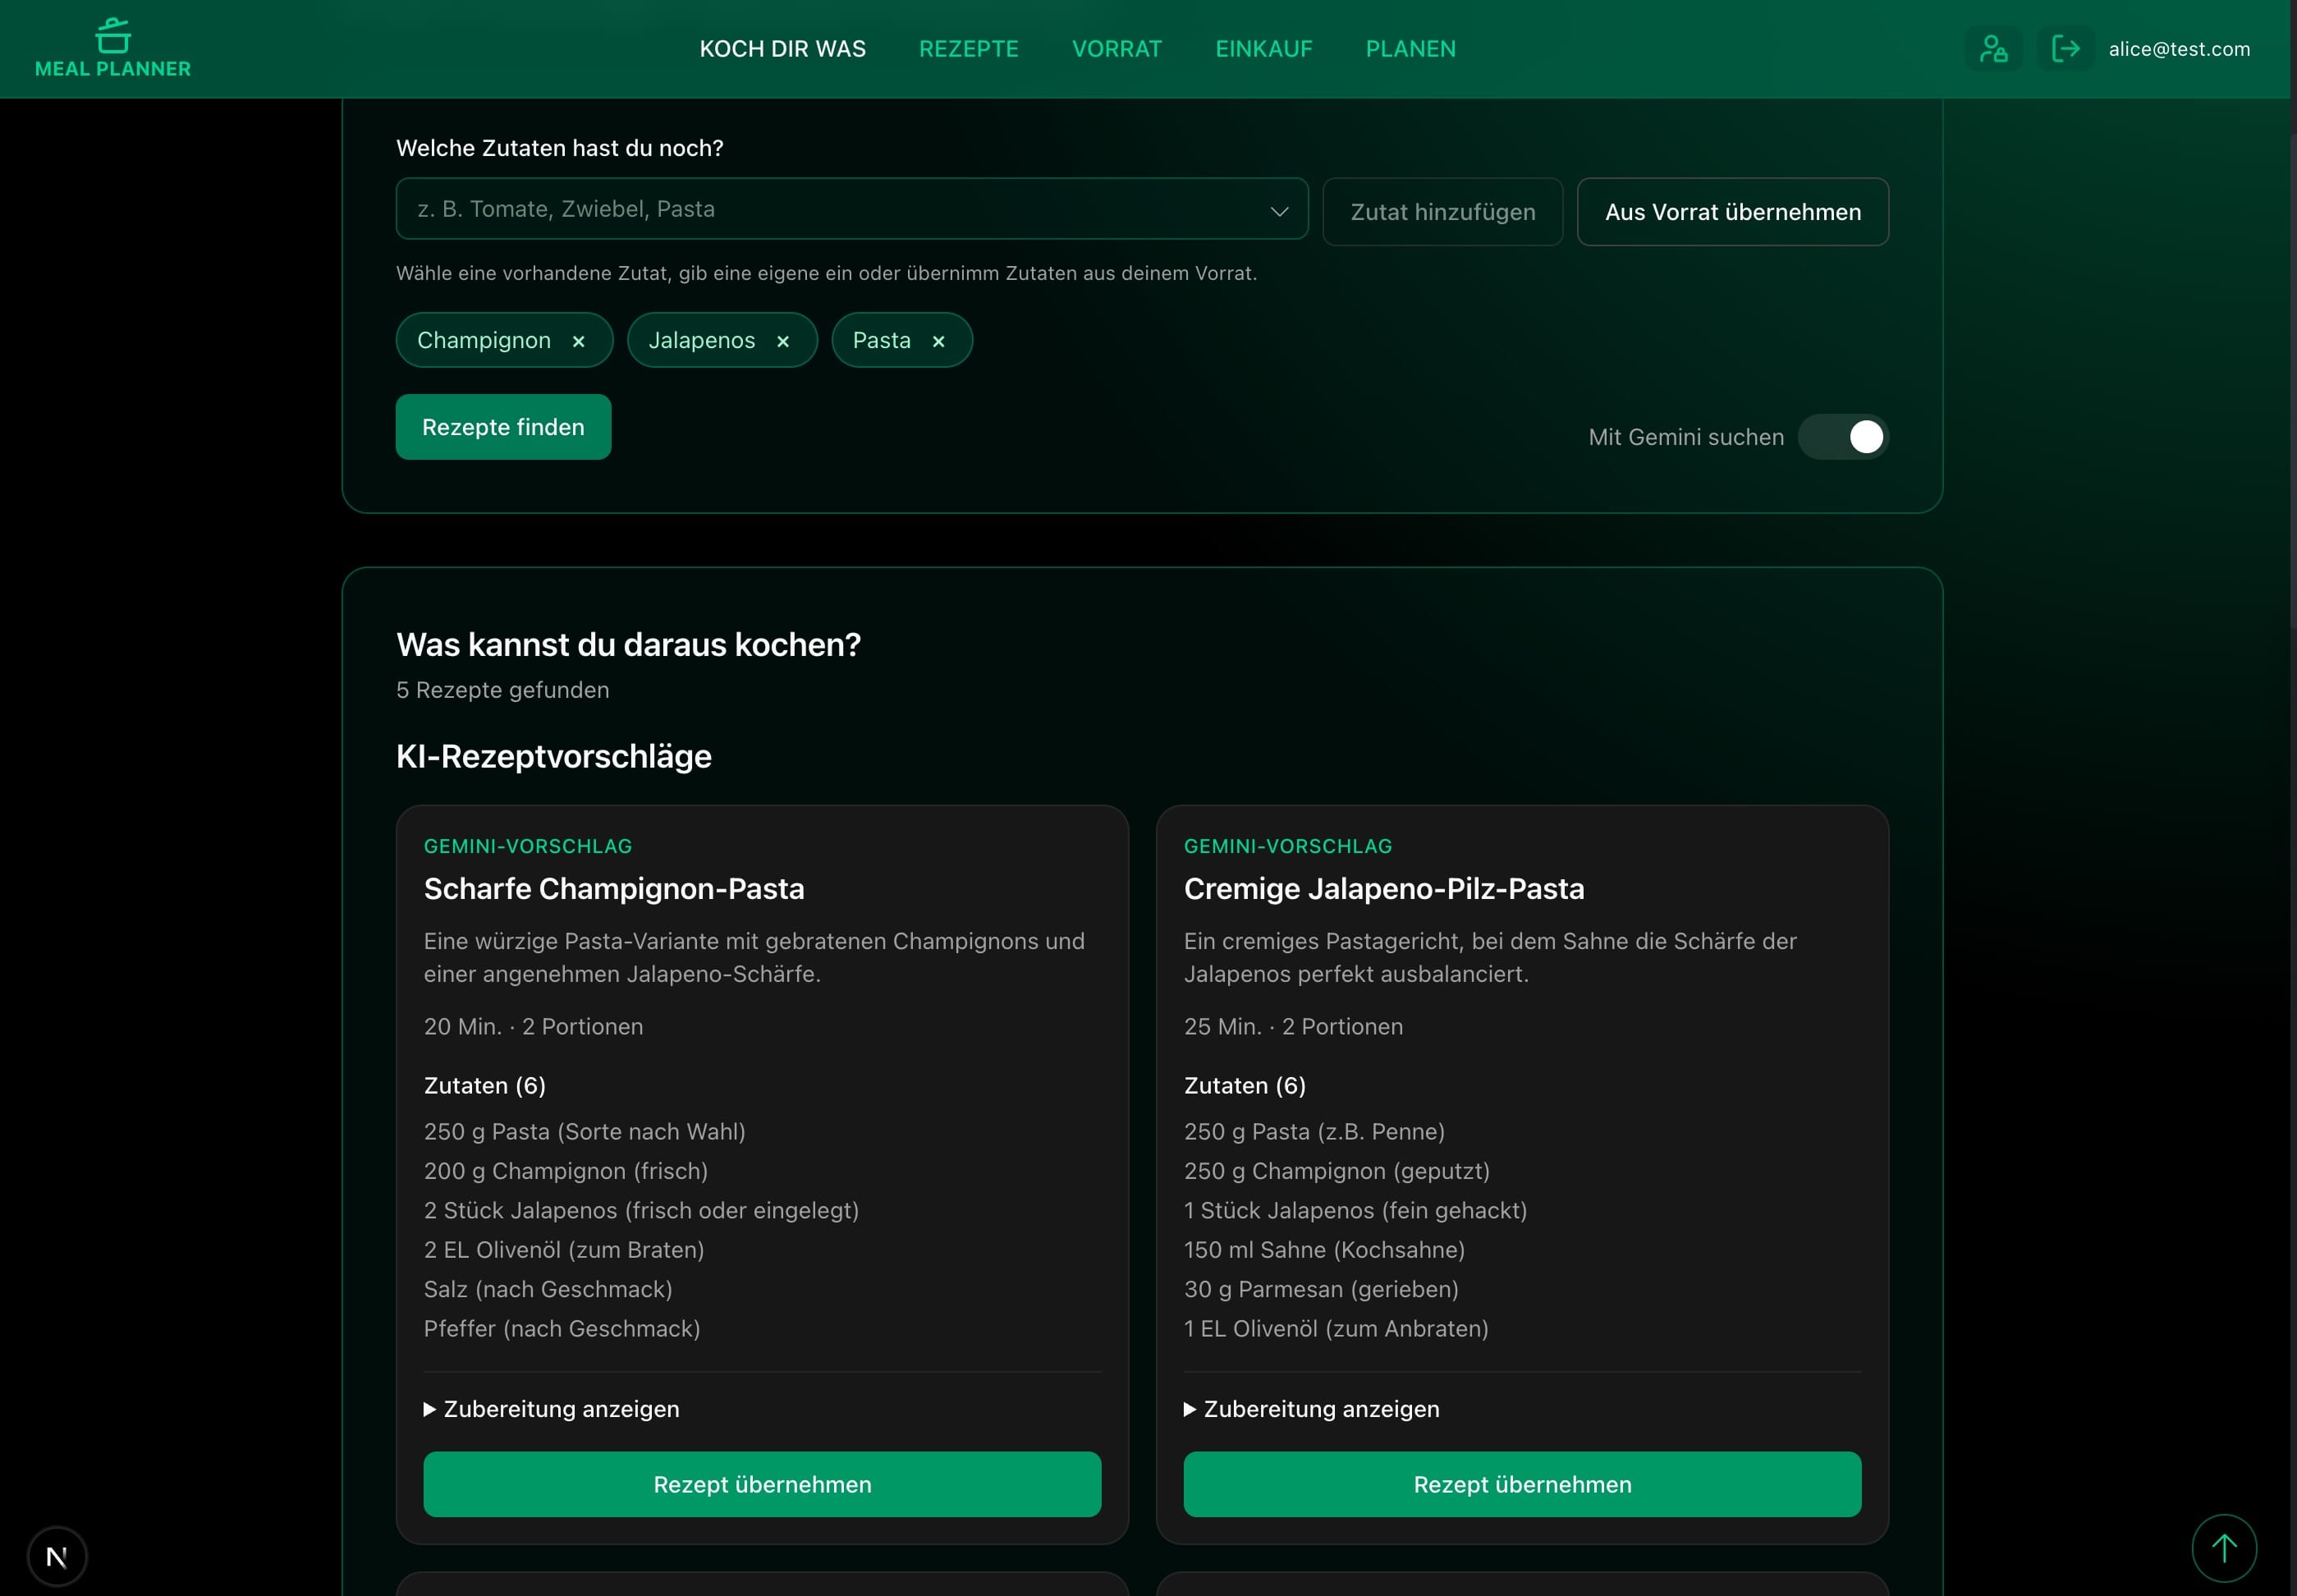 MEAL PLANNER
KOCH DIR WAS
REZEPTE
VORRAT
EINKAUF
PLANEN
alice@test.com
Welche Zutaten hast du noch?
z. B. Tomate, Zwiebel, Pasta
Zutat hinzufügen
Aus Vorrat übernehmen
Wähle eine vorhandene Zutat, gib eine eigene ein oder übernimm Zutaten aus deinem Vorrat.
Champignon ×
Jalapenos ×
Pasta ×
Rezepte finden
Mit Gemini suchen
Was kannst du daraus kochen?
5 Rezepte gefunden
KI-Rezeptvorschläge
GEMINI-VORSCHLAG
Scharfe Champignon-Pasta
Eine würzige Pasta-Variante mit gebratenen Champignons und
einer angenehmen Jalapeno-Schärfe.
20 Min. · 2 Portionen
Zutaten (6)
250 g Pasta (Sorte nach Wahl)
200 g Champignon (frisch)
2 Stück Jalapenos (frisch oder eingelegt)
2 EL Olivenöl (zum Braten)
Salz (nach Geschmack)
Pfeffer (nach Geschmack)
Zubereitung anzeigen
Rezept übernehmen
GEMINI-VORSCHLAG
Cremige Jalapeno-Pilz-Pasta
Ein cremiges Pastagericht, bei dem Sahne die Schärfe der
Jalapenos perfekt ausbalanciert.
25 Min. · 2 Portionen
Zutaten (6)
250 g Pasta (z.B. Penne)
250 g Champignon (geputzt)
1 Stück Jalapenos (fein gehackt)
150 ml Sahne (Kochsahne)
30 g Parmesan (gerieben)
1 EL Olivenöl (zum Anbraten)
Zubereitung anzeigen
Rezept übernehmen
N